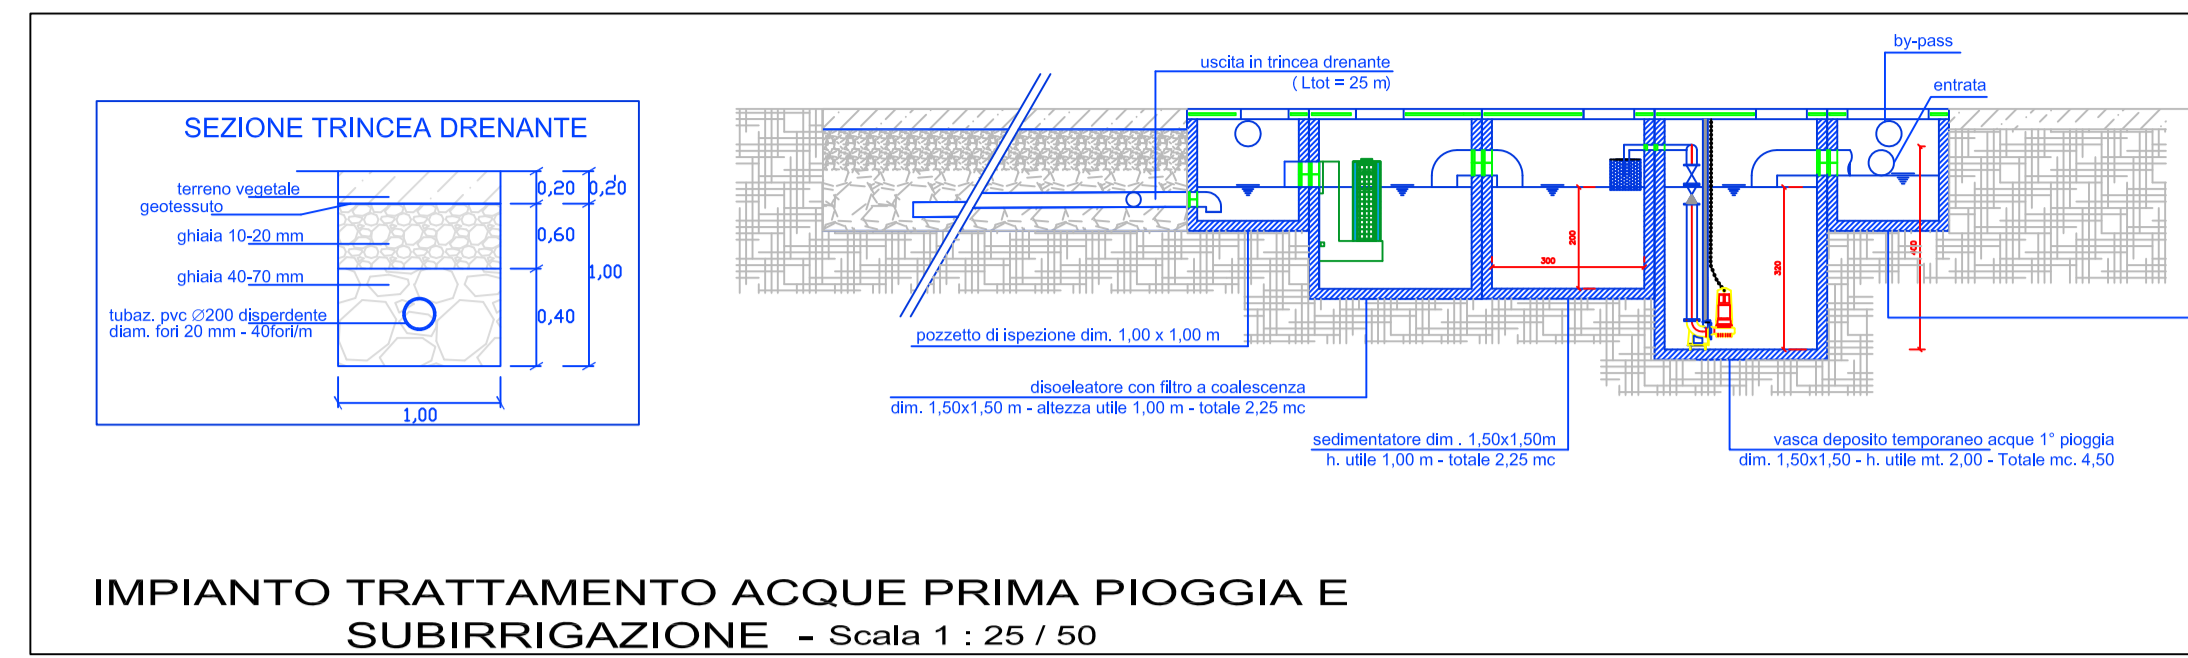 SEZIONE TRINCEA DRENANTE
terreno vegetale
geotessuto
ghiaia 10-20 mm
ghiaia 40-70 mm
tubaz. pvc ∅200 disperdente
diam. fori 20 mm - 40fori/m
0,20 0,20
0,60
1,00
0,40
1,00
uscita in trincea drenante
( Ltot = 25 m)
by-pass
entrata
200
300
320
400
pozzetto di ispezione dim. 1,00 x 1,00 m
disoeleatore con filtro a coalescenza
dim. 1,50x1,50 m - altezza utile 1,00 m - totale 2,25 mc
sedimentatore dim . 1,50x1,50m
h. utile 1,00 m - totale 2,25 mc
vasca deposito temporaneo acque 1° pioggia
dim. 1,50x1,50 - h. utile mt. 2,00 - Totale mc. 4,50
IMPIANTO TRATTAMENTO ACQUE PRIMA PIOGGIA E
SUBIRRIGAZIONE - Scala 1 : 25 / 50